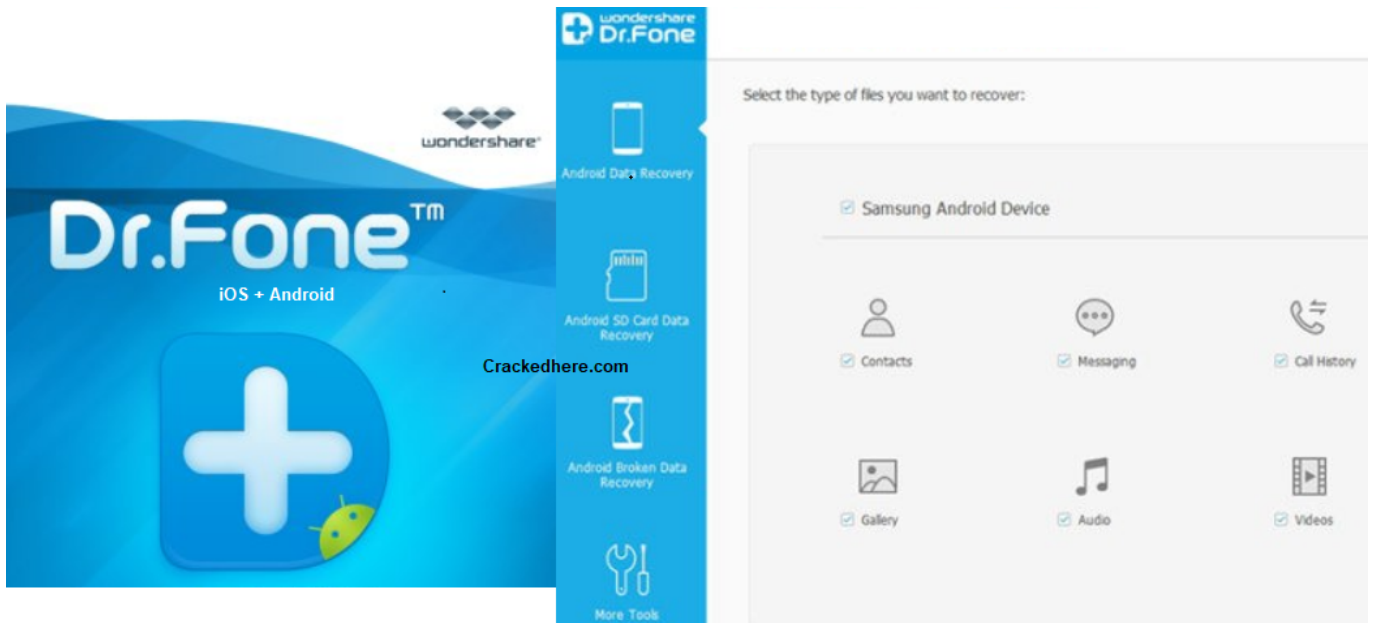 wondershare
Dr.Fone™
iOS + Android
Crackedhere.com
wondershare
Dr.Fone
Android Data Recovery
Android SD Card Data
Recovery
Android Broken Data
Recovery
More Tools
Select the type of files you want to recover:
Samsung Android Device
Contacts
Messaging
Call History
Gallery
Audio
Videos